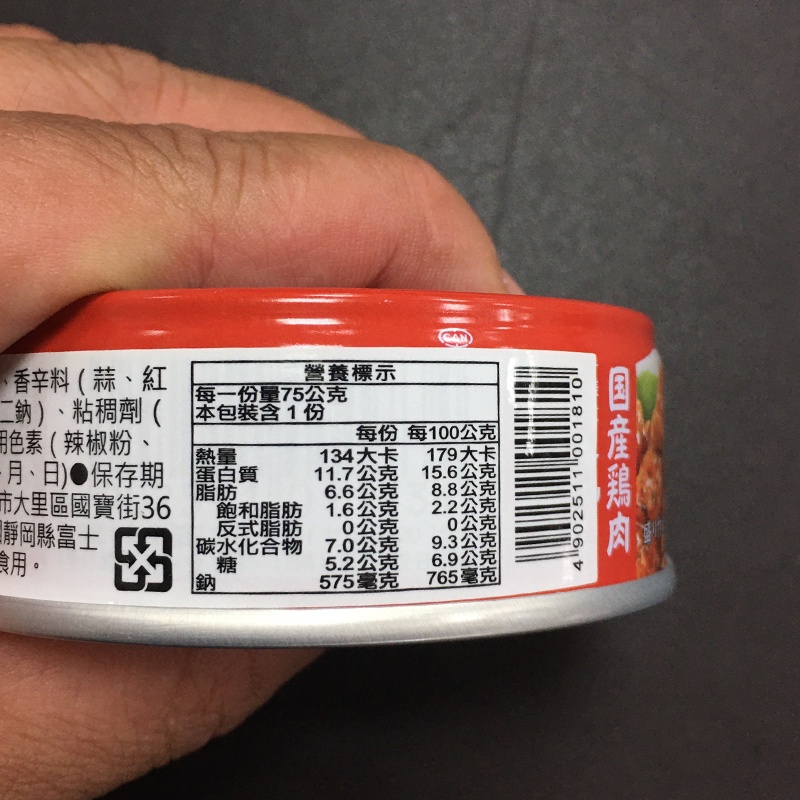 CAN
、香辛料(蒜、紅
二鈉)、粘稠劑(
用色素(辣椒粉、
月、日)●保存期
市大里區國寶街36
靜岡縣富士
食用。
營養標示
每一份量75公克
本包裝含1份
每份 每100公克
熱量 134大卡 179大卡
蛋白質 11.7公克 15.6公克
脂肪 6.6公克 8.8公克
飽和脂肪 1.6公克 2.2公克
反式脂肪 0公克 0公克
碳水化合物 7.0公克 9.3公克
糖 5.2公克 6.9公克
鈉 575毫克 765毫克
4 902511 001810
国産鶏肉